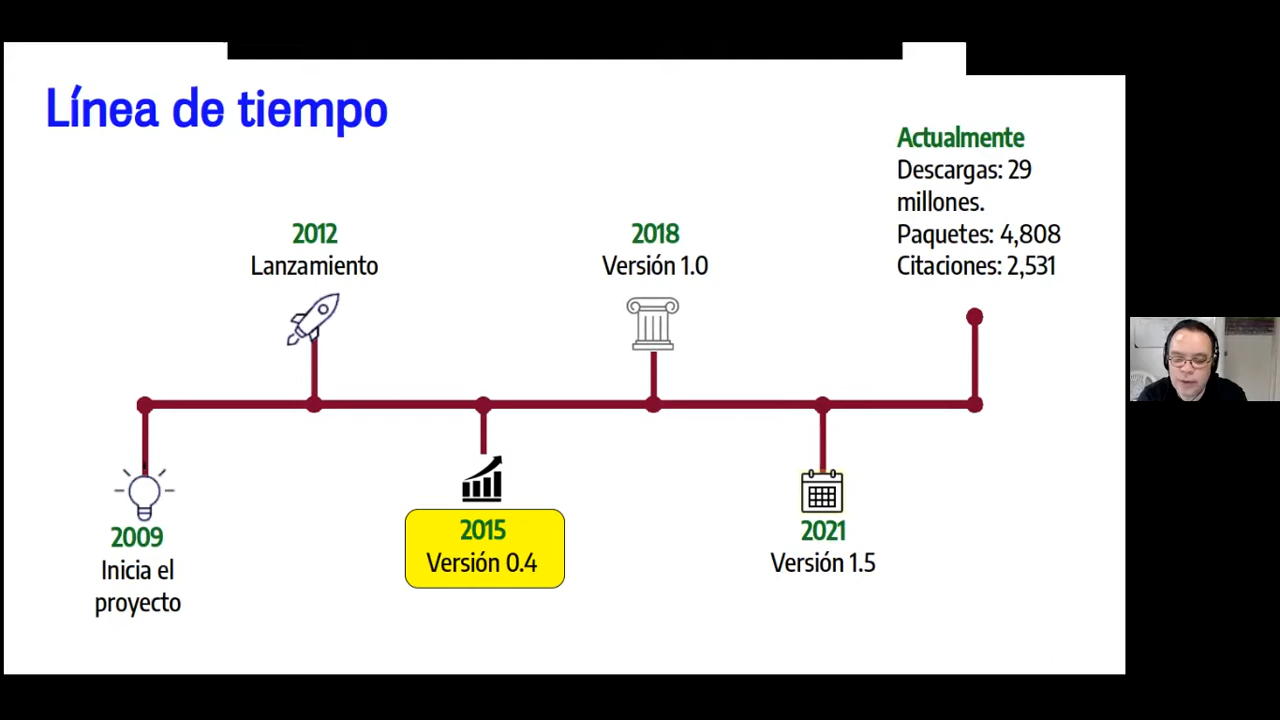 Línea de tiempo
2009
Inicia el
proyecto
2012
Lanzamiento
2015
Versión 0.4
2018
Versión 1.0
2021
Versión 1.5
Actualmente
Descargas: 29
millones.
Paquetes: 4,808
Citaciones: 2,531